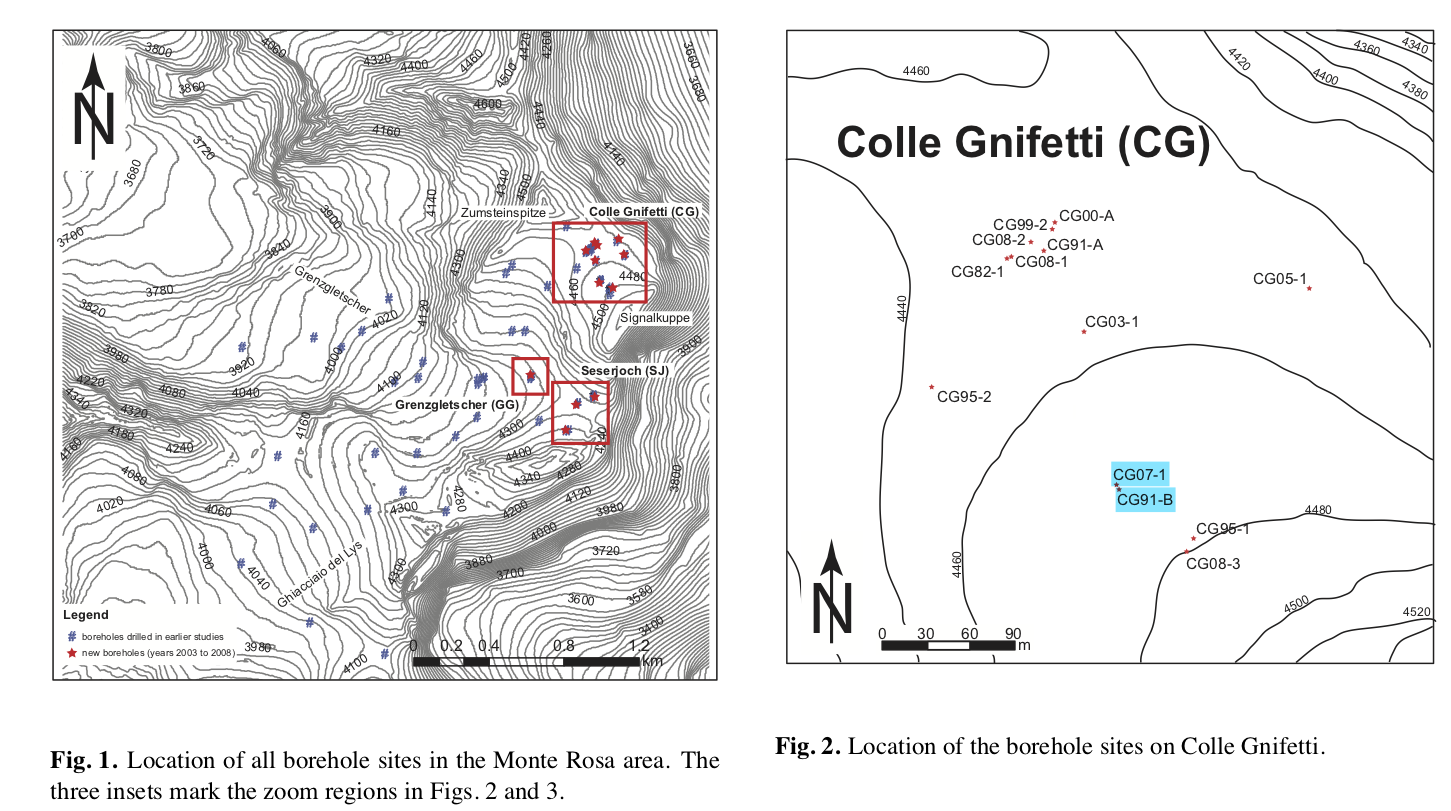 3800
4060
4320
4400
4460
4500
4420
4260
3660
3680
3860
4600
4440
N
4160
3720
4140
3680
4340
4500
4140
3900
Zumsteinspitze
Colle Gnifetti (CG)
3700
3840
4300
Grenzgletscher
4480
460
3780
3820
4020
4120
4500
Signalkuppe
3980
3920
4000
3900
4220
4080
4040
4100
Seserjoch (SJ)
4340
4320
Grenzgletscher (GG)
4160
4180
4160
4240
4300
4240
4400
4080
4340
4280
3800
4020
4060
4300
4280
4120
4200
3980
4000
4000
3720
4040
Ghiacciaio del Lys
4300
3880
3700
3600
3580
Legend
boreholes drilled in earlier studies
new boreholes (years 2003 to 2008)
3980
4100
3400
0 0.2 0.4 0.8 1.2
km
Fig. 1. Location of all borehole sites in the Monte Rosa area. The
three insets mark the zoom regions in Figs. 2 and 3.
4460
4420
4360
4340
4400
4380
Colle Gnifetti (CG)
CG00-A
CG99-2
CG08-2
CG91-A
CG08-1
CG82-1
CG05-1
4440
CG03-1
CG95-2
CG07-1
CG91-B
4480
CG95-1
CG08-3
4460
N
4500
4520
0 30 60 90
m
Fig. 2. Location of the borehole sites on Colle Gnifetti.